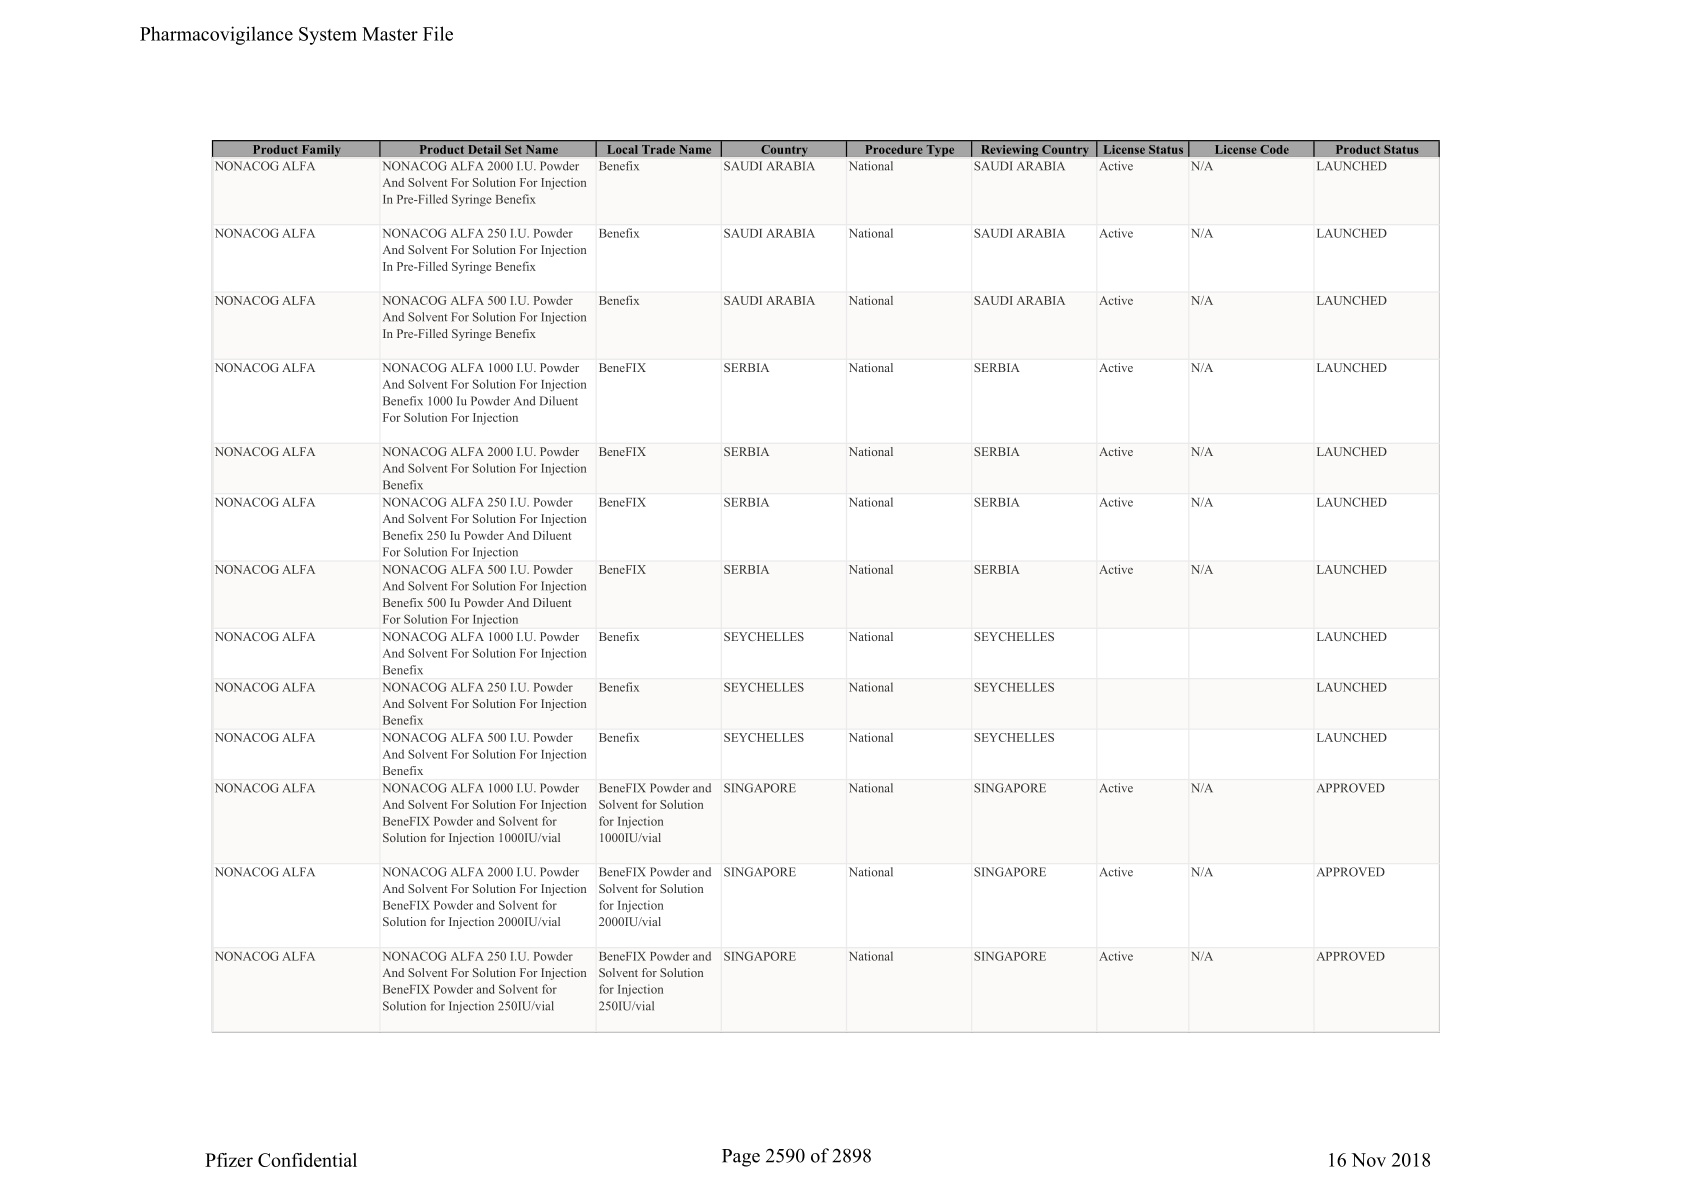 Pharmacovigilance System Master File
Product Family Product Detail Set Name Local Trade Name Country Procedure Type Reviewing Country License Status License Code Product Status
NONACOG ALFA NONACOG ALFA 2000 I.U. Powder Benefix SAUDI ARABIA National SAUDI ARABIA Active N/A LAUNCHED
And Solvent For Solution For Injection
In Pre-Filled Syringe Benefix
NONACOG ALFA NONACOG ALFA 250 I.U. Powder Benefix SAUDI ARABIA National SAUDI ARABIA Active N/A LAUNCHED
And Solvent For Solution For Injection
In Pre-Filled Syringe Benefix
NONACOG ALFA NONACOG ALFA 500 I.U. Powder Benefix SAUDI ARABIA National SAUDI ARABIA Active N/A LAUNCHED
And Solvent For Solution For Injection
In Pre-Filled Syringe Benefix
NONACOG ALFA NONACOG ALFA 1000 I.U. Powder BeneFIX SERBIA National SERBIA Active N/A LAUNCHED
And Solvent For Solution For Injection
Benefix 1000 Iu Powder And Diluent
For Solution For Injection
NONACOG ALFA NONACOG ALFA 2000 I.U. Powder BeneFIX SERBIA National SERBIA Active N/A LAUNCHED
And Solvent For Solution For Injection
Benefix
NONACOG ALFA NONACOG ALFA 250 I.U. Powder BeneFIX SERBIA National SERBIA Active N/A LAUNCHED
And Solvent For Solution For Injection
Benefix 250 Iu Powder And Diluent
For Solution For Injection
NONACOG ALFA NONACOG ALFA 500 I.U. Powder BeneFIX SERBIA National SERBIA Active N/A LAUNCHED
And Solvent For Solution For Injection
Benefix 500 Iu Powder And Diluent
For Solution For Injection
NONACOG ALFA NONACOG ALFA 1000 I.U. Powder Benefix SEYCHELLES National SEYCHELLES LAUNCHED
And Solvent For Solution For Injection
Benefix
NONACOG ALFA NONACOG ALFA 250 I.U. Powder Benefix SEYCHELLES National SEYCHELLES LAUNCHED
And Solvent For Solution For Injection
Benefix
NONACOG ALFA NONACOG ALFA 500 I.U. Powder Benefix SEYCHELLES National SEYCHELLES LAUNCHED
And Solvent For Solution For Injection
Benefix
NONACOG ALFA NONACOG ALFA 1000 I.U. Powder BeneFIX Powder and SINGAPORE National SINGAPORE Active N/A APPROVED
And Solvent For Solution For Injection Solvent for Solution
BeneFIX Powder and Solvent for for Injection
Solution for Injection 1000IU/vial 1000IU/vial
NONACOG ALFA NONACOG ALFA 2000 I.U. Powder BeneFIX Powder and SINGAPORE National SINGAPORE Active N/A APPROVED
And Solvent For Solution For Injection Solvent for Solution
BeneFIX Powder and Solvent for for Injection
Solution for Injection 2000IU/vial 2000IU/vial
NONACOG ALFA NONACOG ALFA 250 I.U. Powder BeneFIX Powder and SINGAPORE National SINGAPORE Active N/A APPROVED
And Solvent For Solution For Injection Solvent for Solution
BeneFIX Powder and Solvent for for Injection
Solution for Injection 250IU/vial 250IU/vial
Pfizer Confidential Page 2590 of 2898 16 Nov 2018